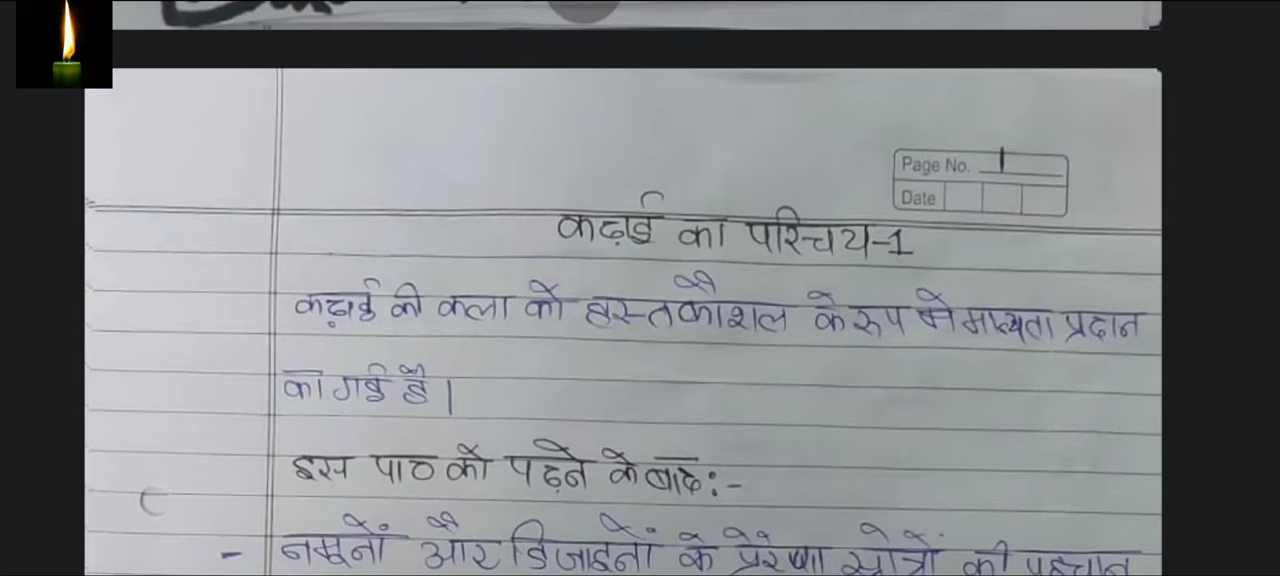 Page No. 1
Date
कढ़ाई का परिचय-1
कढ़ाई की कला को हस्तकौशल के रूप में मान्यता प्रदान
की गई है।
इस पाठ को पढ़ने के बाद:-
- नमूनों और डिजाइनों के प्रेरणा स्रोत्रों की पहचान